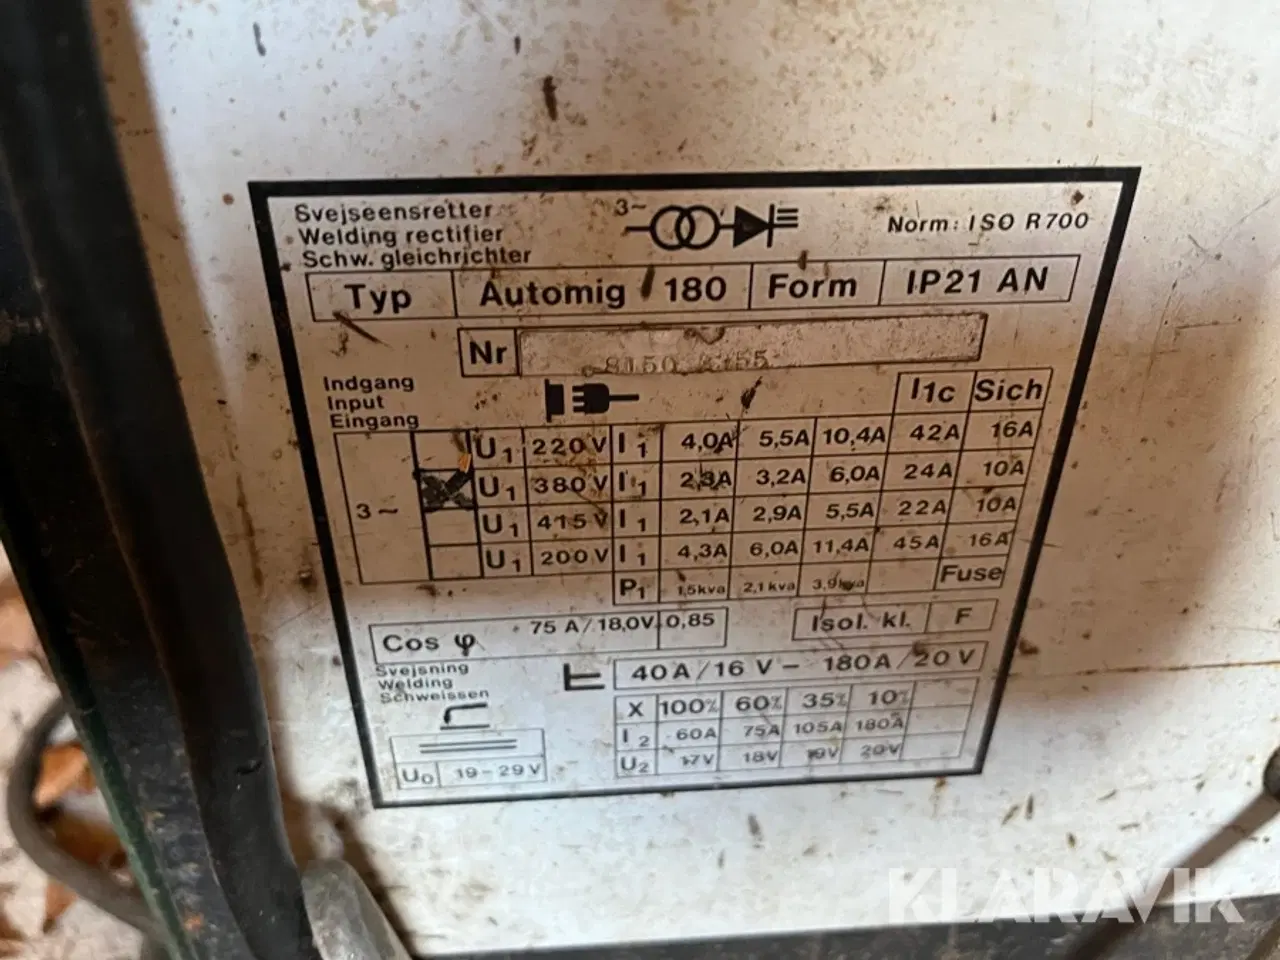 Svejseensretter
Welding rectifier
Schw. gleichrichter
3~
Norm: ISO R700
Typ Automig 180 Form IP21 AN
Nr 8150
Indgang
Input
Eingang
I1c Sich
3~
U1 220V I1 4,0A 5,5A 10,4A 42A 16A
U1 380V I1 2,3A 3,2A 6,0A 24A 10A
U1 415V I1 2,1A 2,9A 5,5A 22A 10A
U1 200V I1 4,3A 6,0A 11,4A 45A 16A
P1 1,5kva 2,1kva 3,9kva Fuse
Cos φ 75A/18,0V 0,85 Isol. kl. F
Svejsning
Welding
Schweissen
40A/16V – 180A/20V
X 100% 60% 35% 10%
I2 60A 75A 105A 180A
U2 17V 18V 19V 20V
U0 19-29V
KLARAVIK